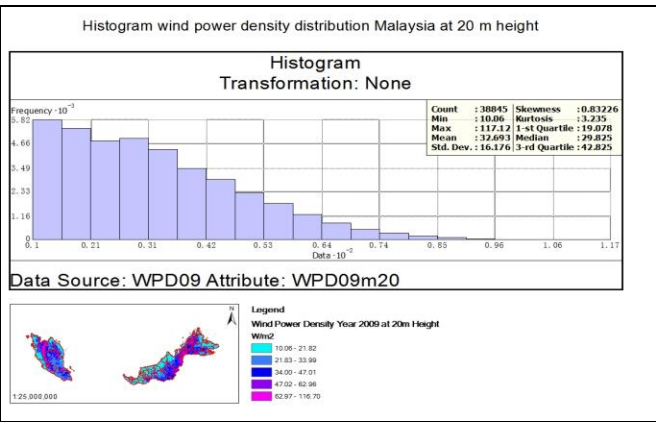 Histogram wind power density distribution Malaysia at 20 m height
Histogram
Transformation: None
Frequency · 10⁻³
Count : 38845 Skewness : 0.83226
Min : 10.06 Kurtosis : 3.235
Max : 117.12 1-st Quartile : 19.078
Mean : 32.693 Median : 29.825
Std. Dev. : 16.176 3-rd Quartile : 42.825
5.82
4.66
3.49
2.33
1.16
0
0.1 0.21 0.31 0.42 0.53 0.64 0.74 0.85 0.96 1.06 1.17
Data · 10⁻²
Data Source: WPD09 Attribute: WPD09m20
N
Legend
Wind Power Density Year 2009 at 20m Height
W/m2
10.06 - 21.82
21.83 - 33.99
34.00 - 47.01
47.02 - 62.96
62.97 - 116.70
1:25,000,000